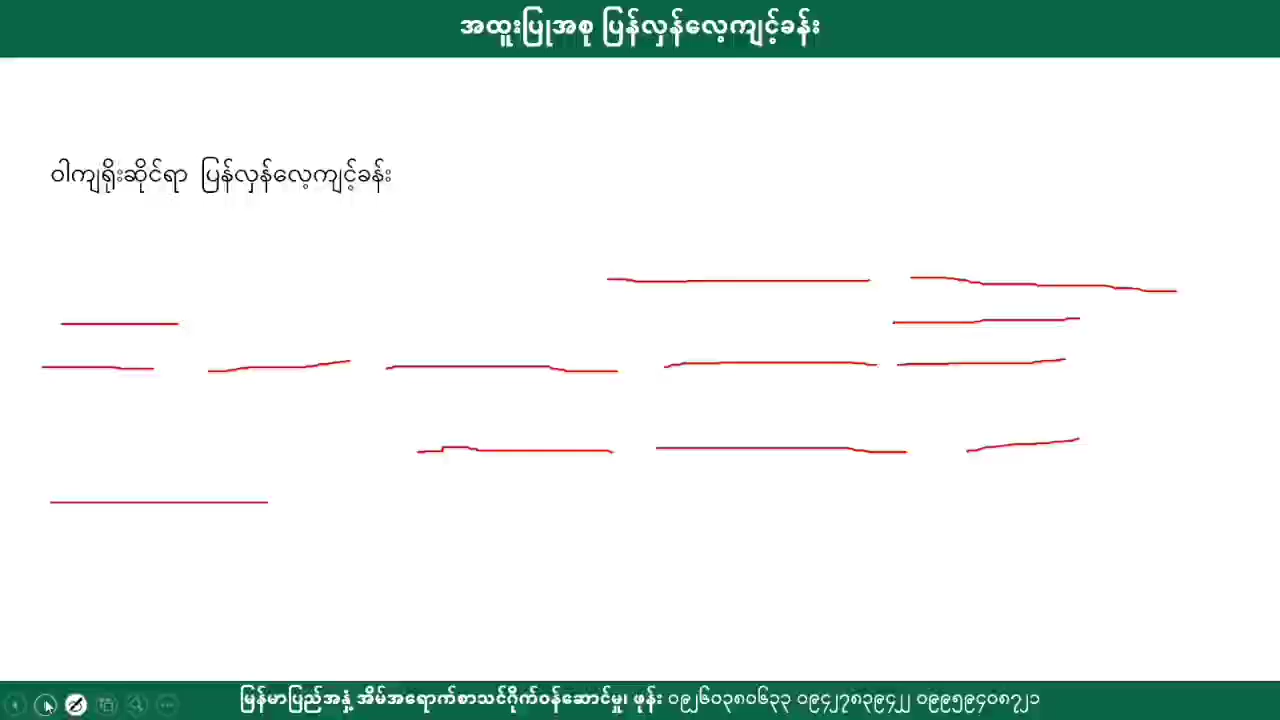 အထူးပြုအစု ပြန်လှန်လေ့ကျင့်ခန်း
ဝါကျရိုးဆိုင်ရာ ပြန်လှန်လေ့ကျင့်ခန်း
မြန်မာပြည်အနှံ့ အိမ်အရောက်စာသင်ဂိုက်ဝန်ဆောင်မှု၊ ဖုန်း ၀၉၂၆၀၃၈၀၆၃၃ ၀၉၄၂၇၈၃၉၄၂၂ ၀၉၉၅၉၄၀၈၇၂၁